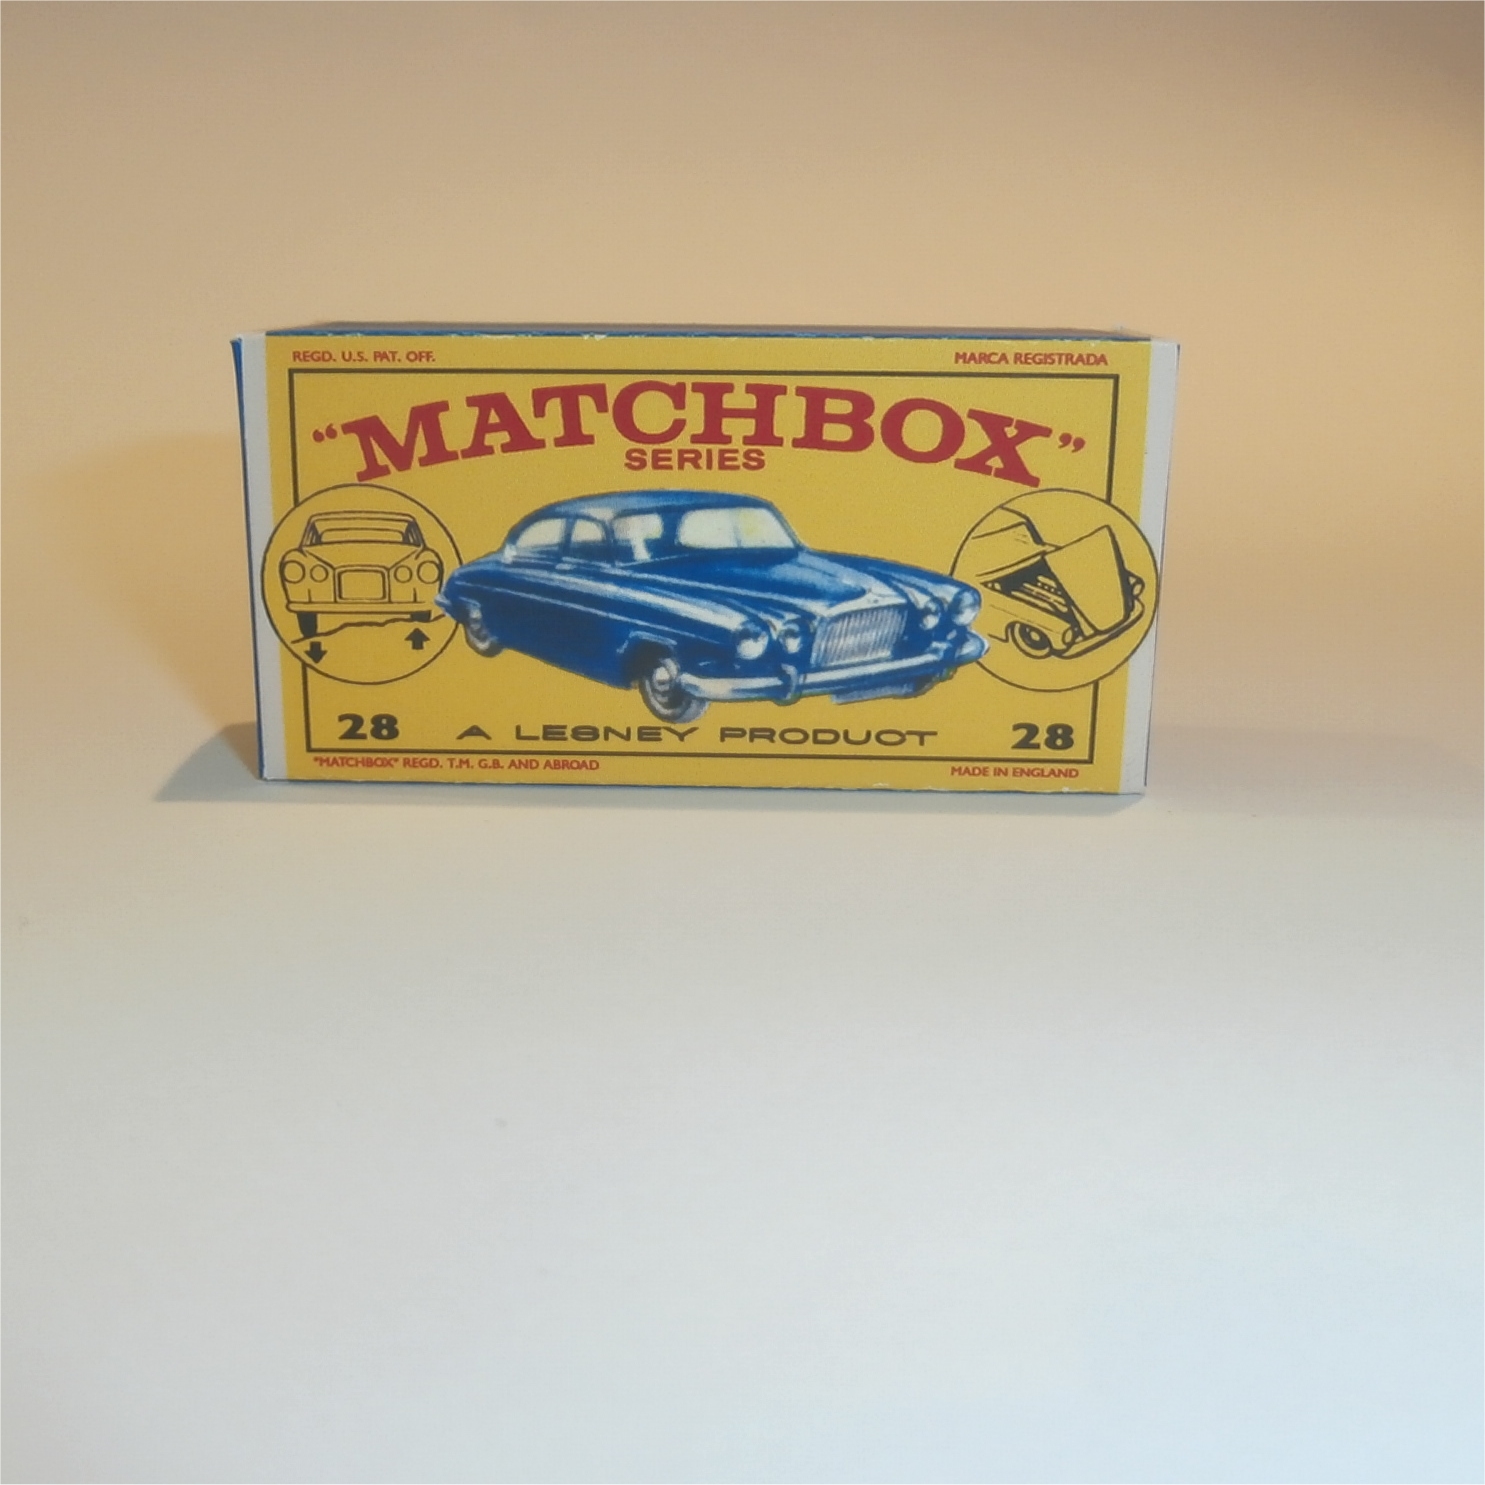 REGD. U.S. PAT. OFF.
MARCA REGISTRADA
"MATCHBOX"
SERIES
28
A LESNEY PRODUCT
28
"MATCHBOX" REGD. T.M. G.B. AND ABROAD
MADE IN ENGLAND